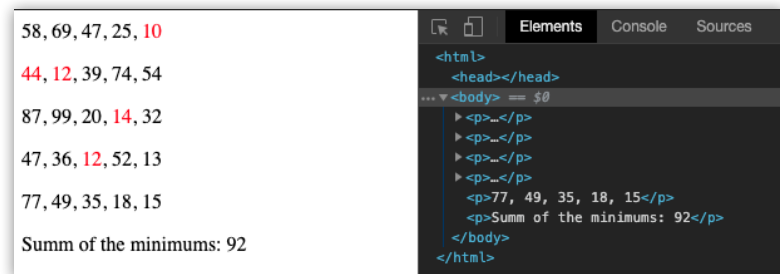 58, 69, 47, 25, 10
44, 12, 39, 74, 54
87, 99, 20, 14, 32
47, 36, 12, 52, 13
77, 49, 35, 18, 15
Summ of the minimums: 92
Elements Console Sources
<html>
<head></head>
... ▼<body> == $0
▶<p>…</p>
▶<p>…</p>
▶<p>…</p>
▶<p>…</p>
<p>77, 49, 35, 18, 15</p>
<p>Summ of the minimums: 92</p>
</body>
</html>